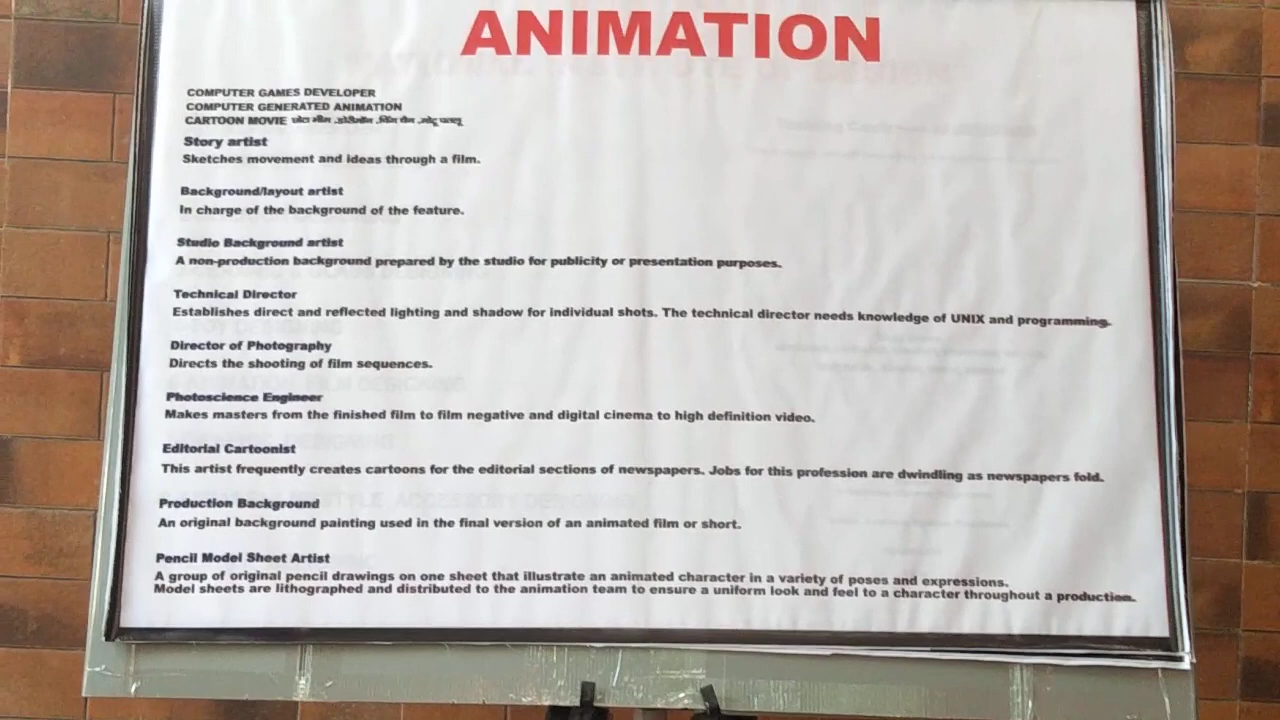 ANIMATION
COMPUTER GAMES DEVELOPER
COMPUTER GENERATED ANIMATION
CARTOON MOVIE छोटा भीम
Story artist
Sketches movement and ideas through a film.
Background/layout artist
In charge of the background of the feature.
Studio Background artist
A non-production background prepared by the studio for publicity or presentation purposes.
Technical Director
Establishes direct and reflected lighting and shadow for individual shots. The technical director needs knowledge of UNIX and programming.
Director of Photography
Directs the shooting of film sequences.
Photoscience Engineer
Makes masters from the finished film to film negative and digital cinema to high definition video.
Editorial Cartoonist
This artist frequently creates cartoons for the editorial sections of newspapers. Jobs for this profession are dwindling as newspapers fold.
Production Background
An original background painting used in the final version of an animated film or short.
Pencil Model Sheet Artist
A group of original pencil drawings on one sheet that illustrate an animated character in a variety of poses and expressions.
Model sheets are lithographed and distributed to the animation team to ensure a uniform look and feel to a character throughout a production.